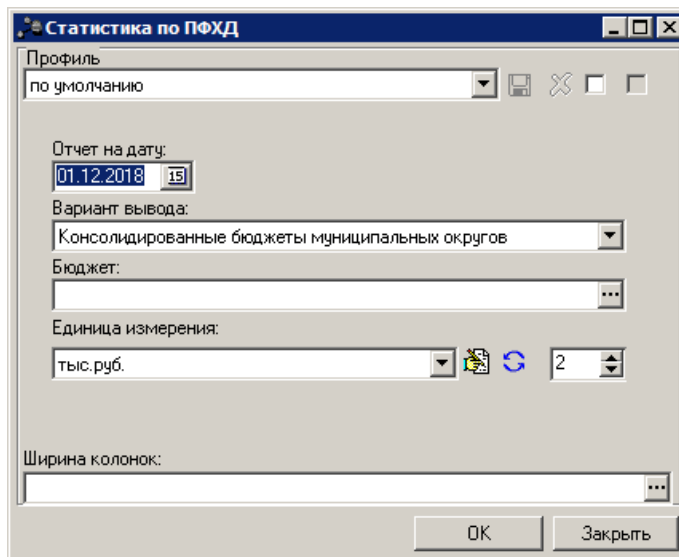 Статистика по ПФХД
Профиль
по умолчанию
Отчет на дату:
01.12.2018 15
Вариант вывода:
Консолидированные бюджеты муниципальных округов
Бюджет:
Единица измерения:
тыс.руб. 2
Ширина колонок:
OK Закрыть